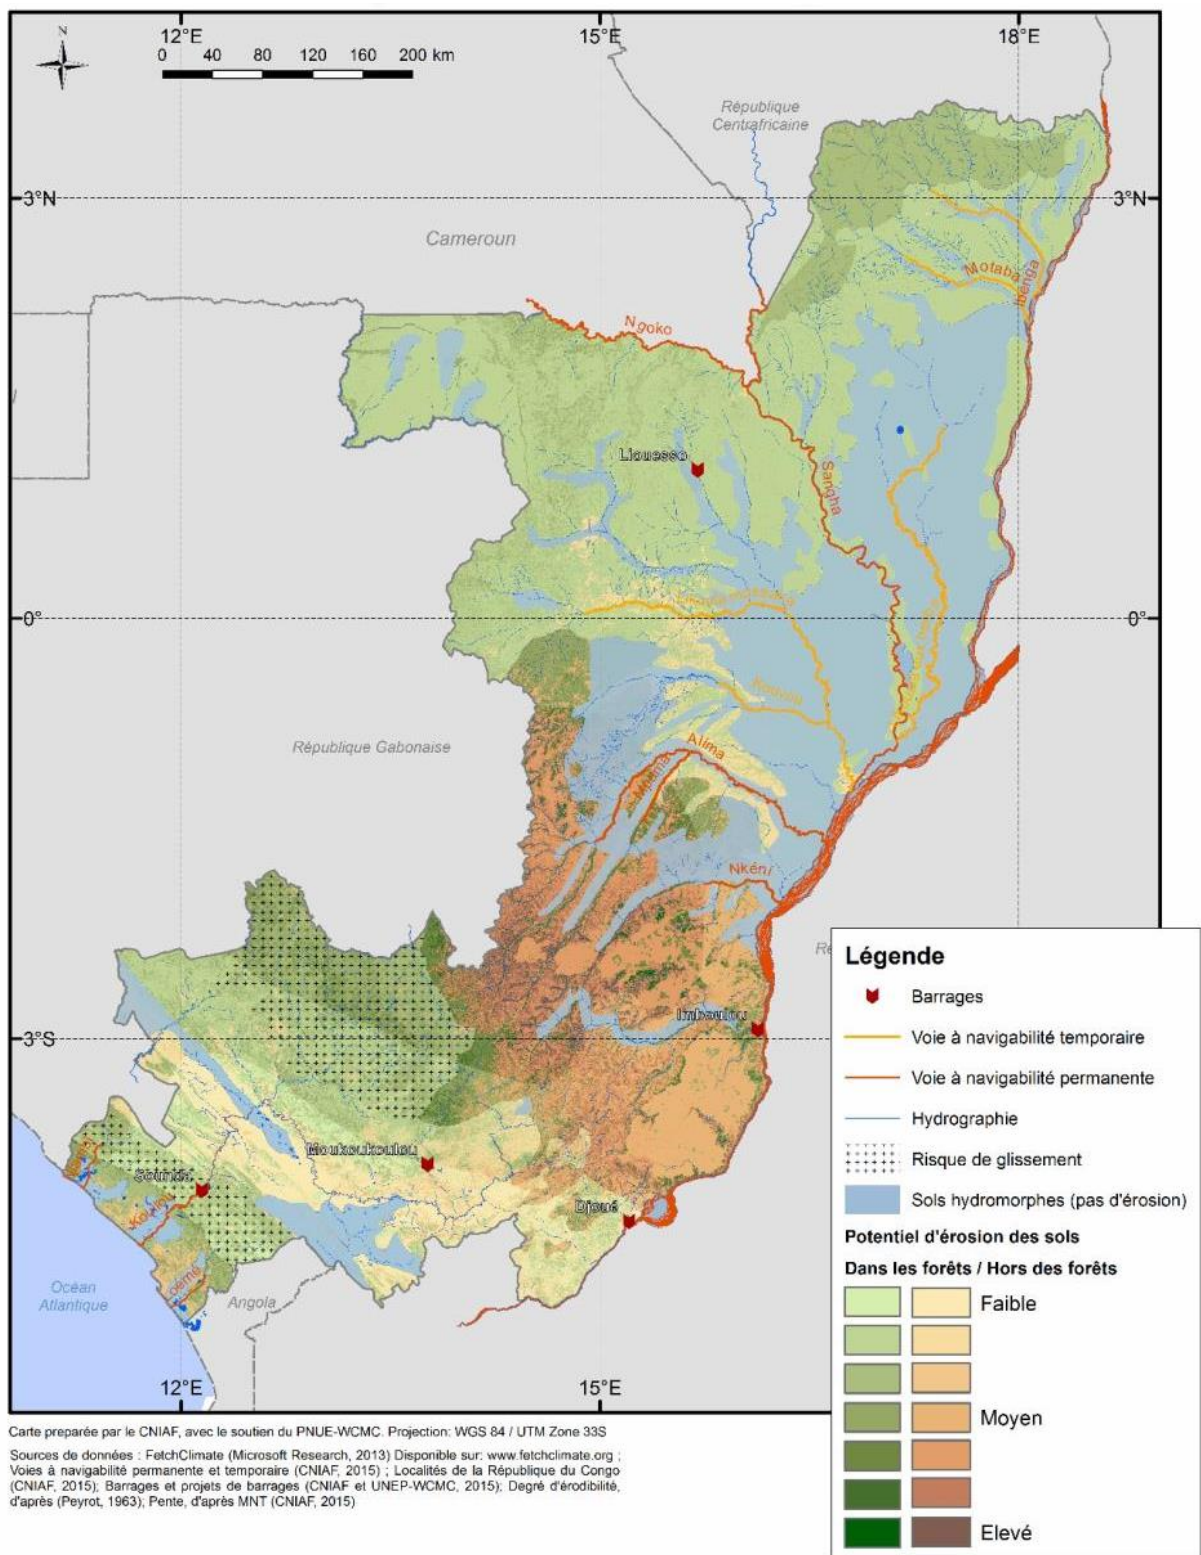 12°E
15°E
18°E
N
0 40 80 120 160 200 km
République
Centrafricaine
3°N
3°N
Cameroun
Motaba
Ibenga
Ngoko
Liouesso
Sangha
0°
0°
République Gabonaise
Alima
Nkéni
Imboulou
3°S
Moukoukoulou
Sounda
Djoué
Océan
Atlantique
Angola
12°E
15°E
Légende
Barrages
Voie à navigabilité temporaire
Voie à navigabilité permanente
Hydrographie
Risque de glissement
Sols hydromorphes (pas d'érosion)
Potentiel d'érosion des sols
Dans les forêts / Hors des forêts
Faible
Moyen
Elevé
Carte preparée par le CNIAF, avec le soutien du PNUE-WCMC. Projection: WGS 84 / UTM Zone 33S
Sources de données : FetchClimate (Microsoft Research, 2013) Disponible sur: www.fetchclimate.org ;
Voies à navigabilité permanente et temporaire (CNIAF, 2015) ; Localités de la République du Congo
(CNIAF, 2015); Barrages et projets de barrages (CNIAF et UNEP-WCMC, 2015); Degré d'érodibilité,
d'après (Peyrot, 1963); Pente, d'après MNT (CNIAF, 2015)